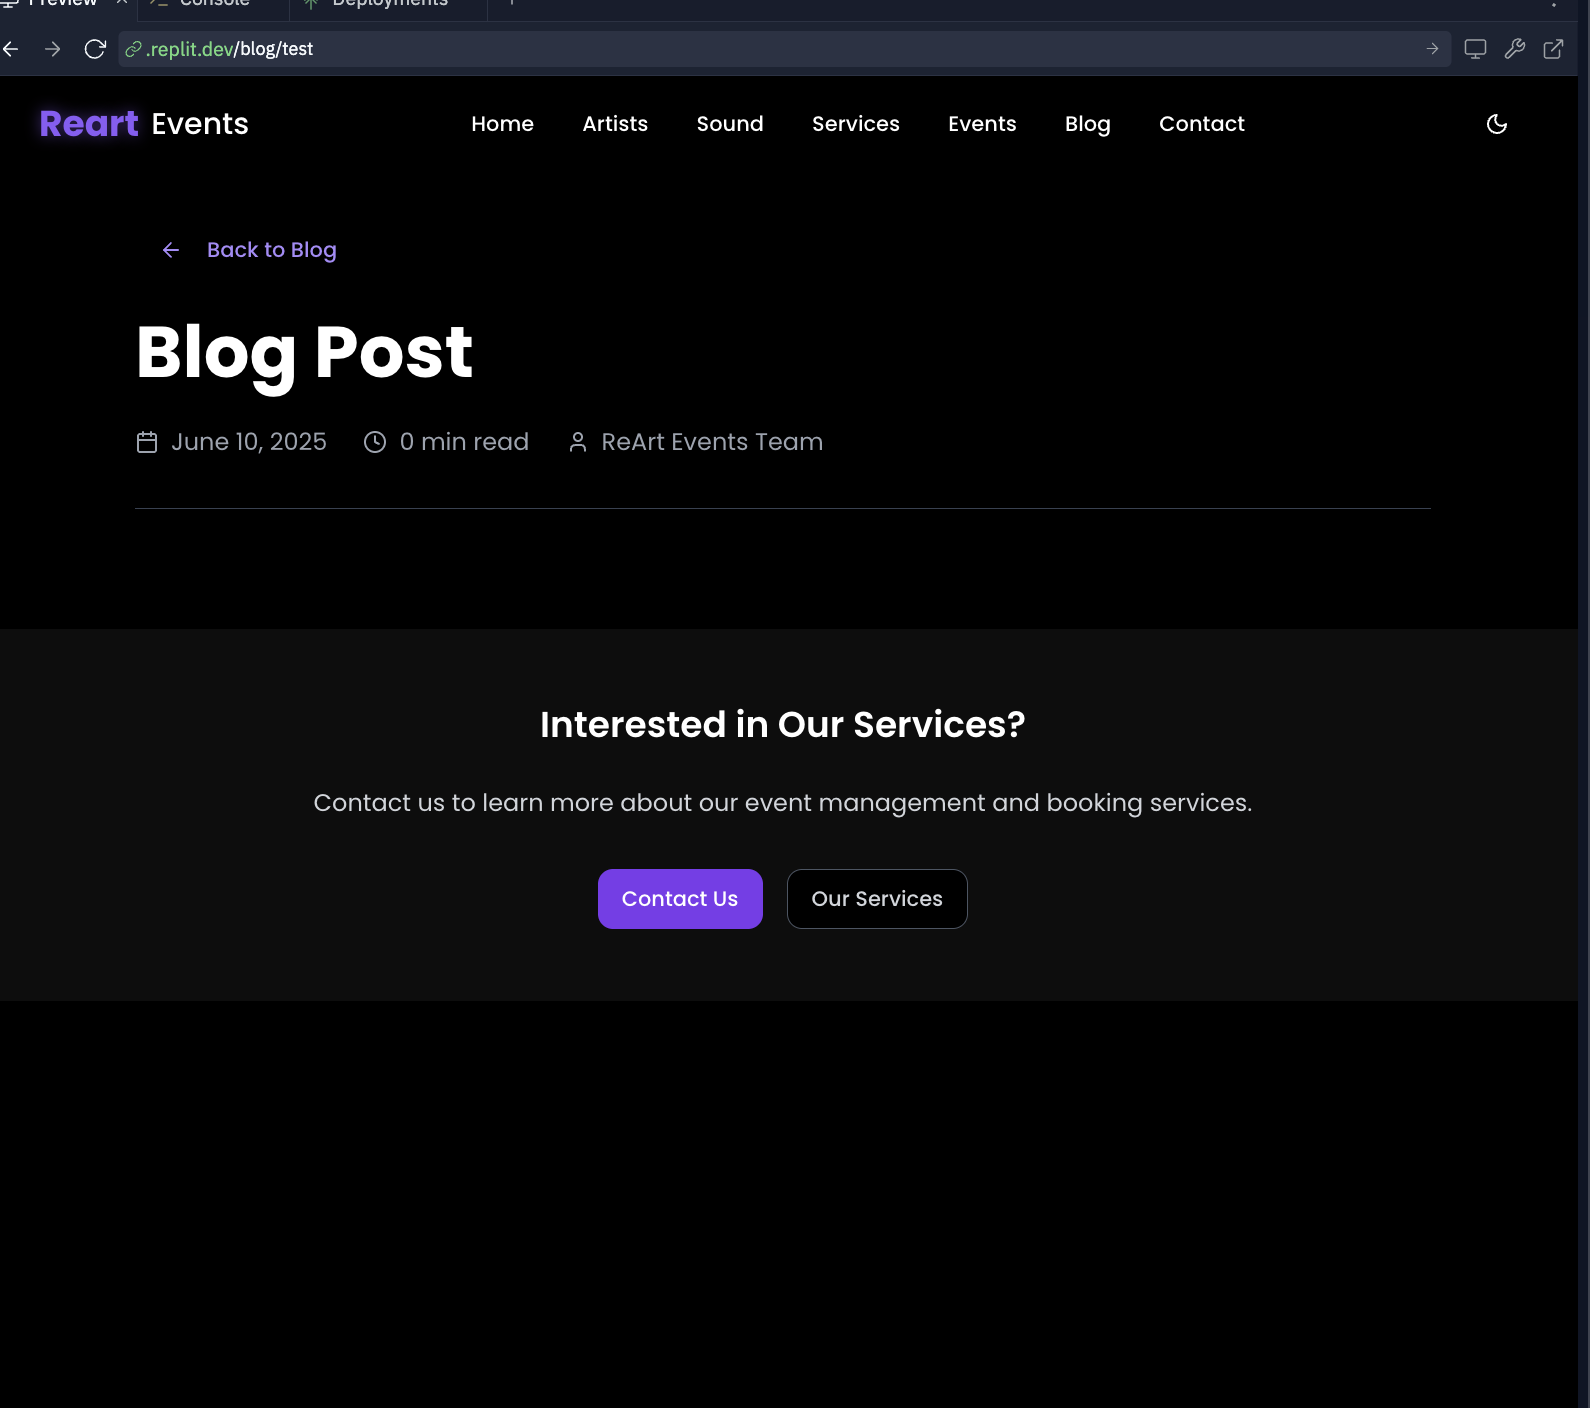 Preview Console Deployments
.replit.dev/blog/test
Reart Events Home Artists Sound Services Events Blog Contact
Back to Blog
Blog Post
June 10, 2025 0 min read ReArt Events Team
Interested in Our Services?
Contact us to learn more about our event management and booking services.
Contact Us Our Services